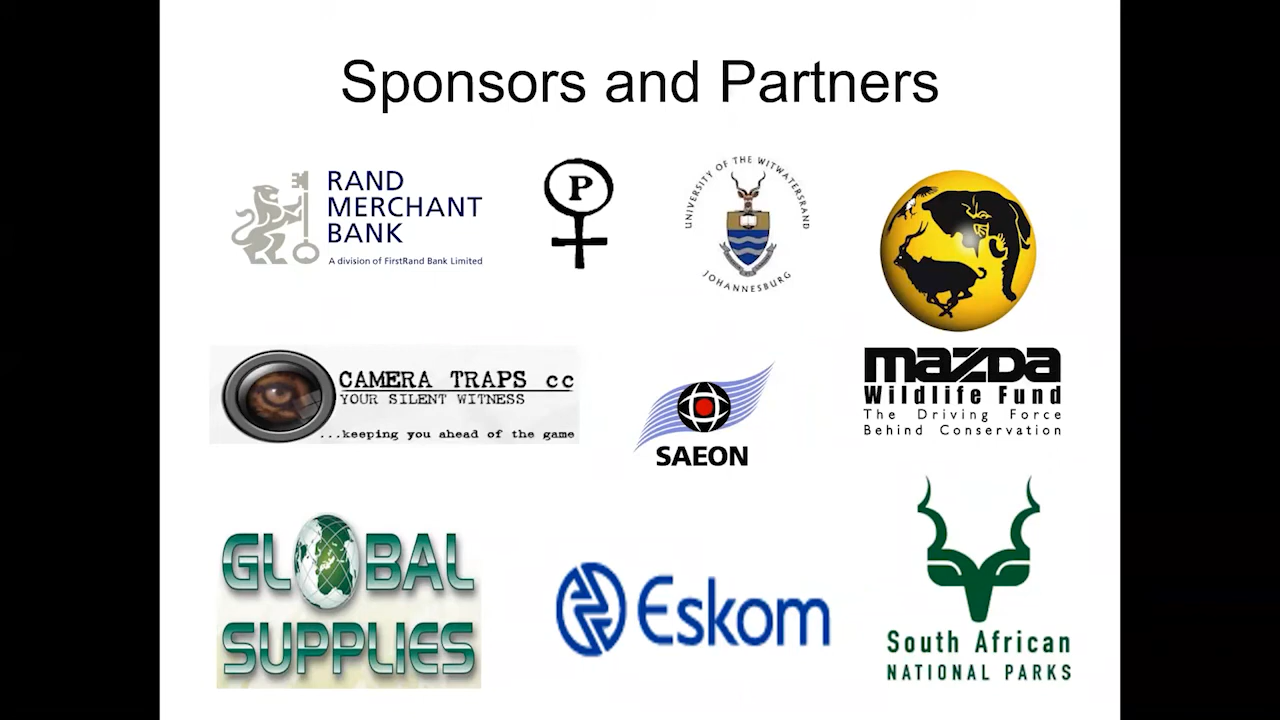 Sponsors and Partners
RAND
MERCHANT
BANK
A division of FirstRand Bank Limited
P
UNIVERSITY OF THE WITWATERSRAND
JOHANNESBURG
CAMERA TRAPS cc
YOUR SILENT WITNESS
...keeping you ahead of the game
SAEON
mazda
Wildlife Fund
The Driving Force
Behind Conservation
GLOBAL
SUPPLIES
Eskom
South African
NATIONAL PARKS